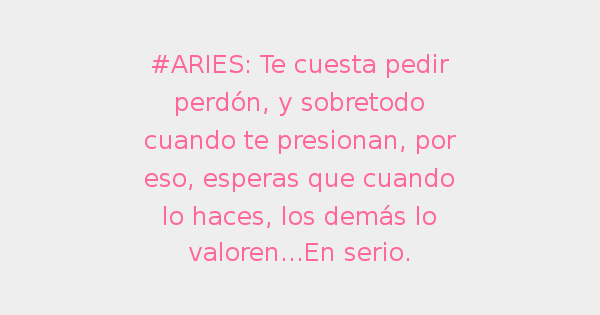 #ARIES: Te cuesta pedir
perdón, y sobretodo
cuando te presionan, por
eso, esperas que cuando
lo haces, los demás lo
valoren...En serio.